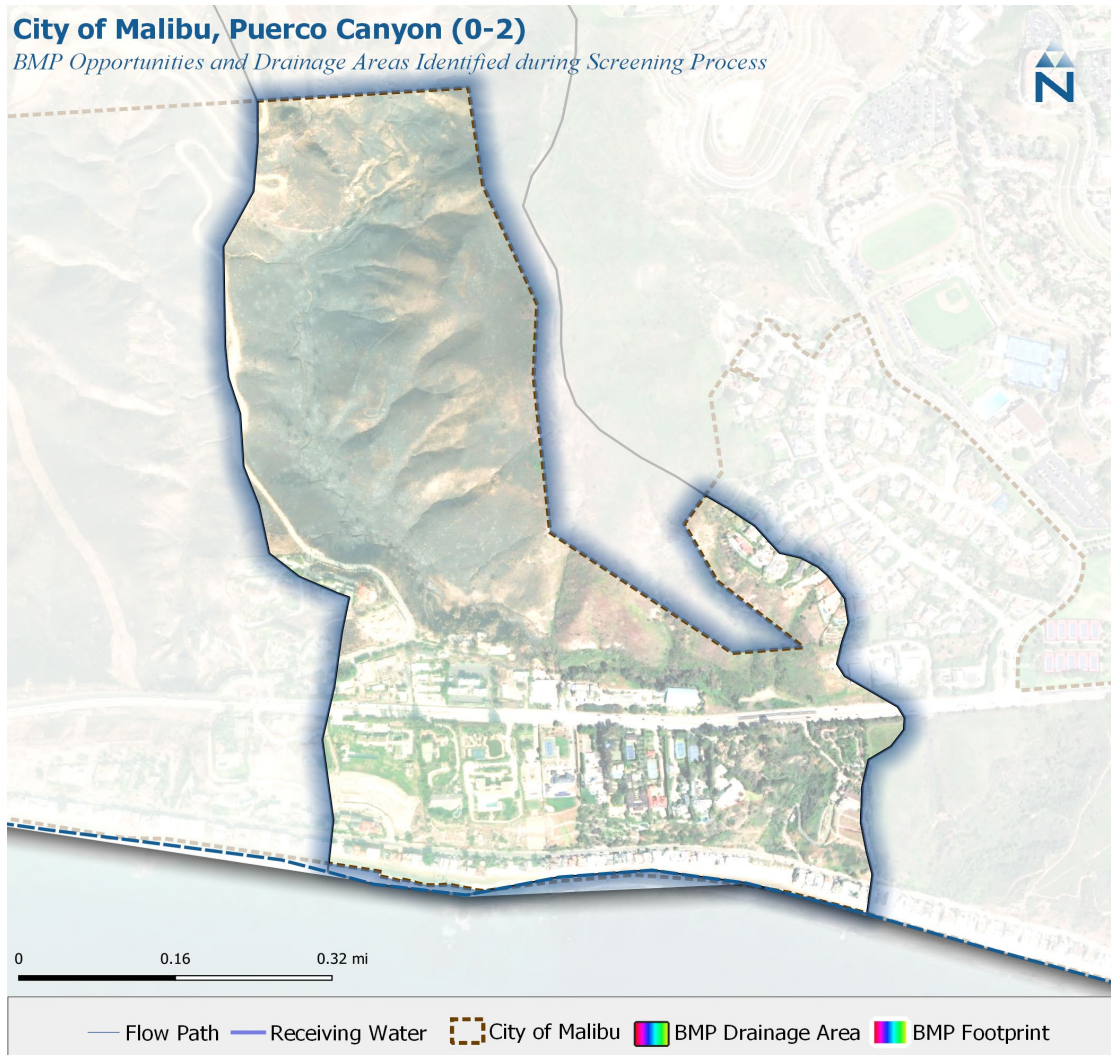 City of Malibu, Puerco Canyon (0-2)
BMP Opportunities and Drainage Areas Identified during Screening Process
N
0 0.16 0.32 mi
Flow Path Receiving Water City of Malibu BMP Drainage Area BMP Footprint